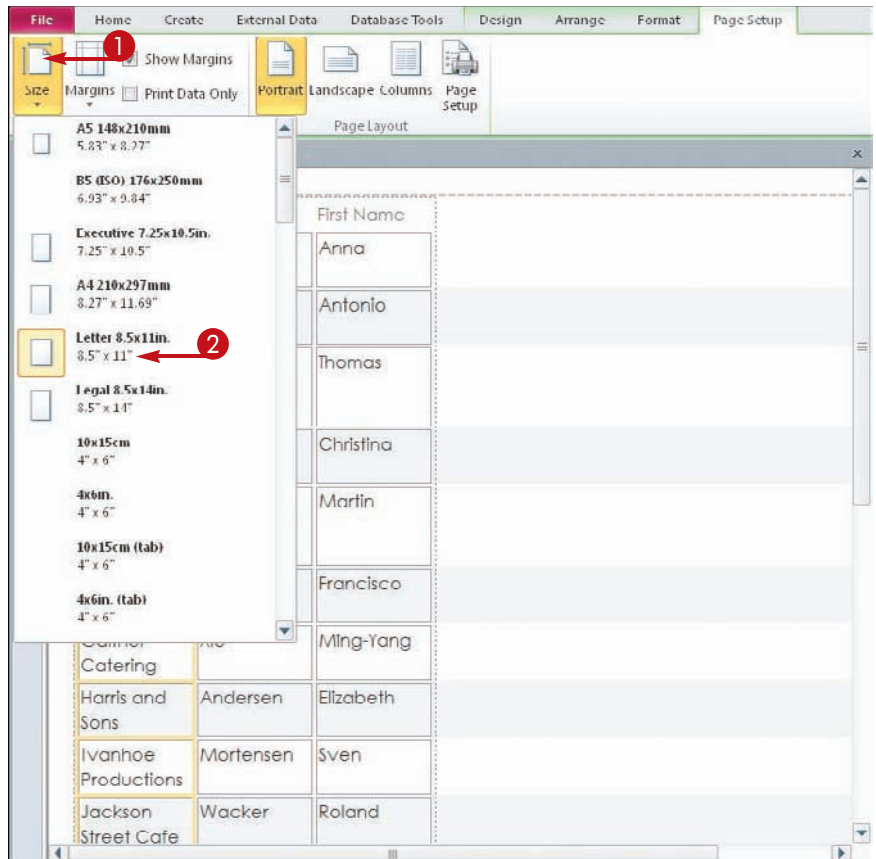 File Home Create External Data Database Tools Design Arrange Format Page Setup
1
Show Margins
Size Margins Print Data Only Portrait Landscape Columns Page Setup
Page Layout
A5 148x210mm
5.83" x 8.27"
B5 (ISO) 176x250mm
6.93" x 9.84"
Executive 7.25x10.5in.
7.25" x 10.5"
A4 210x297mm
8.27" x 11.69"
Letter 8.5x11in.
8.5" x 11"
2
Legal 8.5x14in.
8.5" x 14"
10x15cm
4" x 6"
4x6in.
4" x 6"
10x15cm (tab)
4" x 6"
4x6in. (tab)
4" x 6"
First Name
Anna
Antonio
Thomas
Christina
Martin
Francisco
Ming-Yang
Catering
Harris and Andersen Elizabeth
Sons
Ivanhoe Mortensen Sven
Productions
Jackson Wacker Roland
Street Cafe